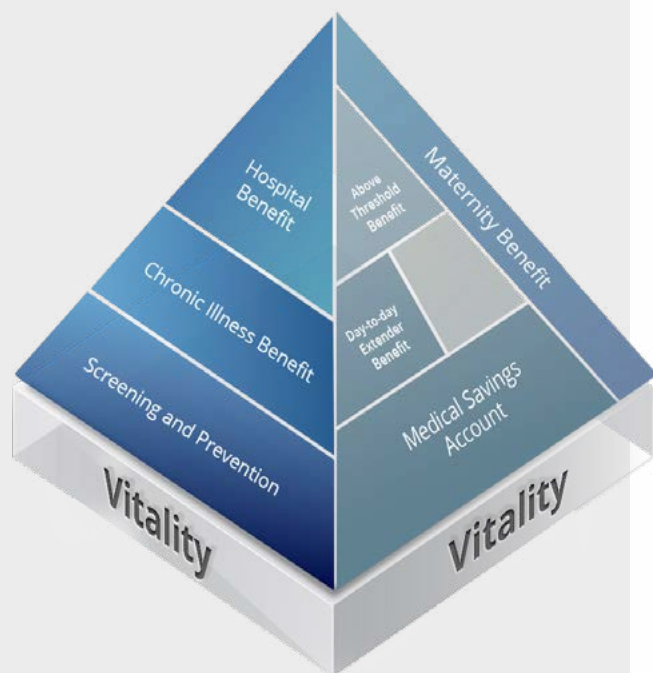 Hospital
Benefit
Chronic Illness Benefit
Screening and Prevention
Maternity Benefit
Above
Threshold
Benefit
Day-to-day
Extender
Benefit
Medical Savings
Account
Vitality
Vitality